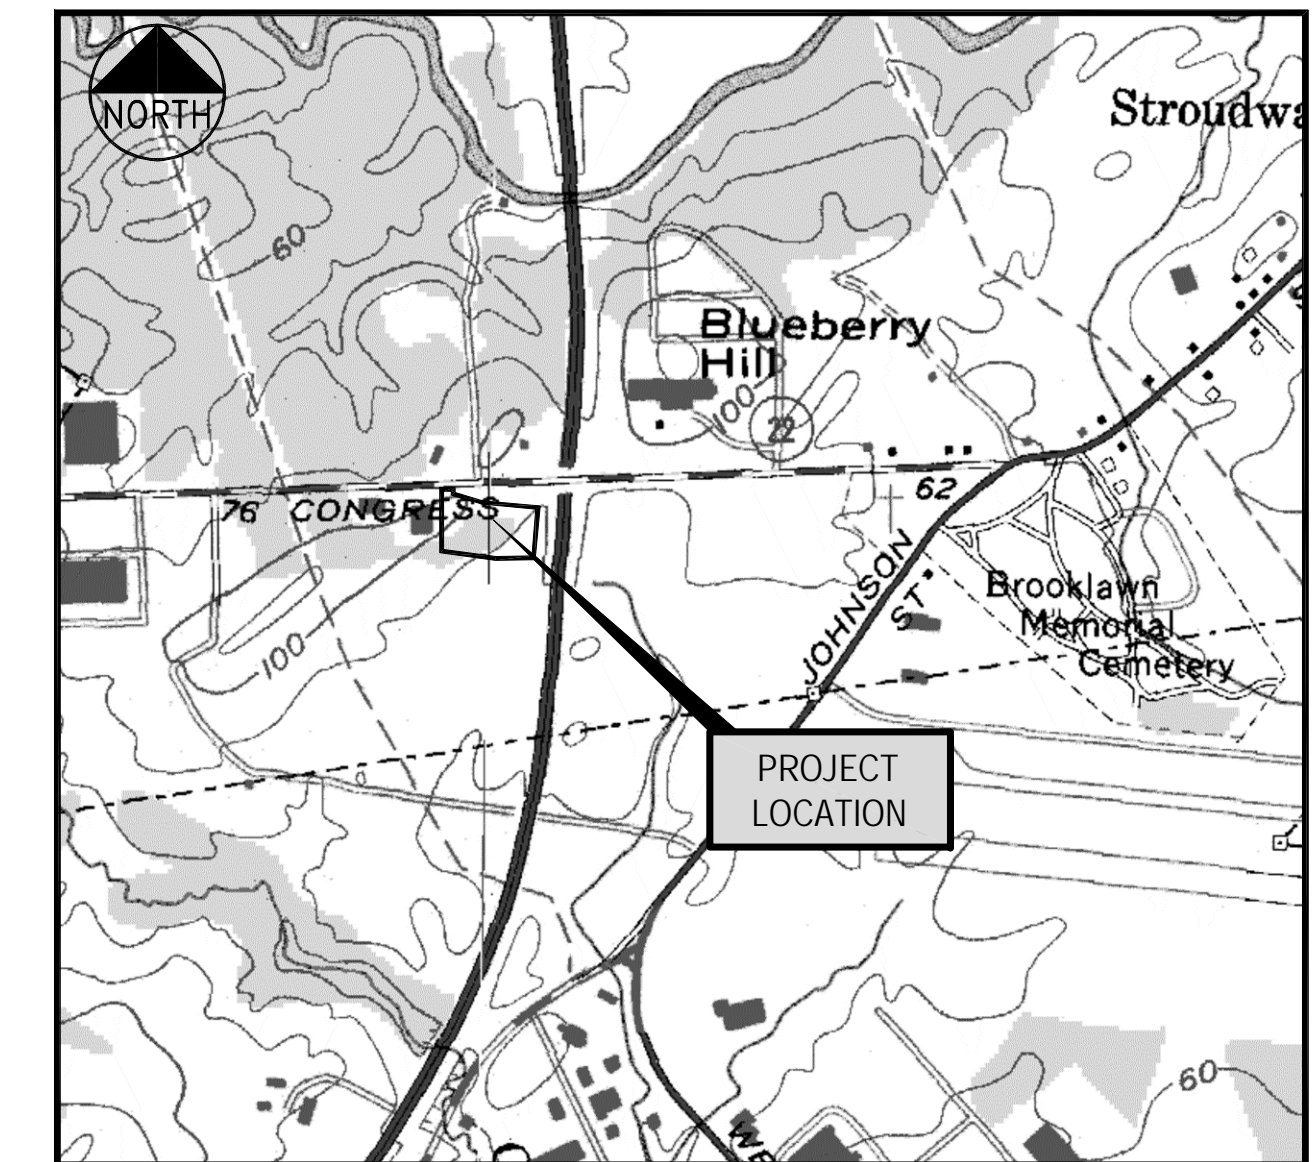 NORTH
Stroudwa
60
Blueberry
Hill
100
22
76 CONGRESS
62
JOHNSON
ST
Brooklawn
Memorial
Cemetery
100
PROJECT
LOCATION
60
WE